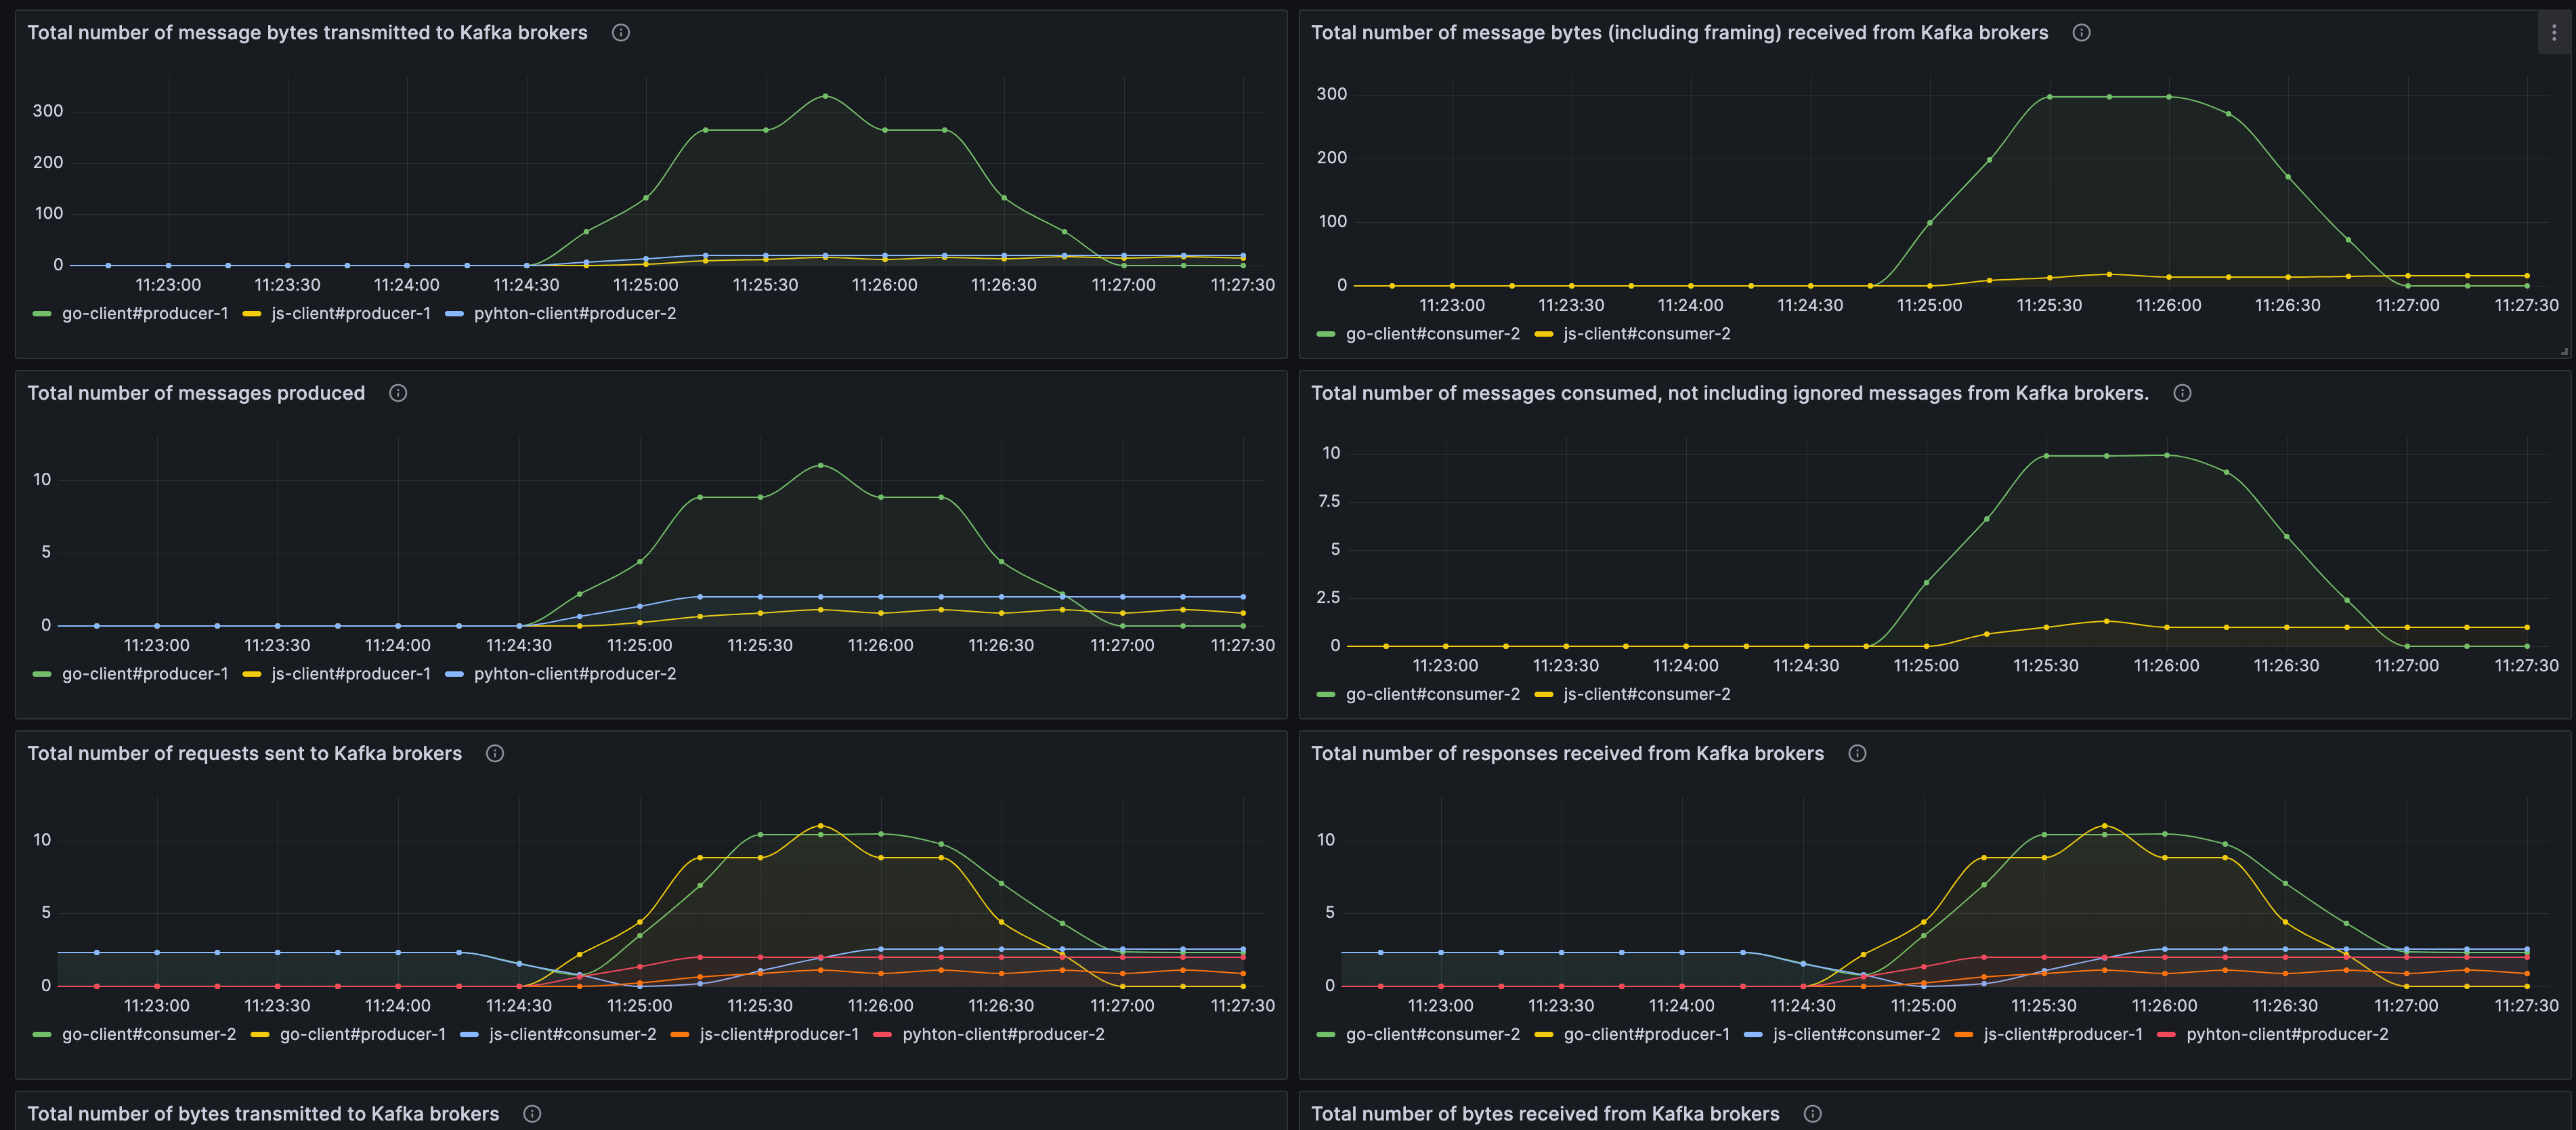 Total number of message bytes transmitted to Kafka brokers
300
200
100
0
11:23:00 11:23:30 11:24:00 11:24:30 11:25:00 11:25:30 11:26:00 11:26:30 11:27:00 11:27:30
go-client#producer-1 js-client#producer-1 pyhton-client#producer-2
Total number of message bytes (including framing) received from Kafka brokers
300
200
100
0
11:23:00 11:23:30 11:24:00 11:24:30 11:25:00 11:25:30 11:26:00 11:26:30 11:27:00 11:27:30
go-client#consumer-2 js-client#consumer-2
Total number of messages produced
10
5
0
11:23:00 11:23:30 11:24:00 11:24:30 11:25:00 11:25:30 11:26:00 11:26:30 11:27:00 11:27:30
go-client#producer-1 js-client#producer-1 pyhton-client#producer-2
Total number of messages consumed, not including ignored messages from Kafka brokers.
10
7.5
5
2.5
0
11:23:00 11:23:30 11:24:00 11:24:30 11:25:00 11:25:30 11:26:00 11:26:30 11:27:00 11:27:30
go-client#consumer-2 js-client#consumer-2
Total number of requests sent to Kafka brokers
10
5
0
11:23:00 11:23:30 11:24:00 11:24:30 11:25:00 11:25:30 11:26:00 11:26:30 11:27:00 11:27:30
go-client#consumer-2 go-client#producer-1 js-client#consumer-2 js-client#producer-1 pyhton-client#producer-2
Total number of responses received from Kafka brokers
10
5
0
11:23:00 11:23:30 11:24:00 11:24:30 11:25:00 11:25:30 11:26:00 11:26:30 11:27:00 11:27:30
go-client#consumer-2 go-client#producer-1 js-client#consumer-2 js-client#producer-1 pyhton-client#producer-2
Total number of bytes transmitted to Kafka brokers
Total number of bytes received from Kafka brokers